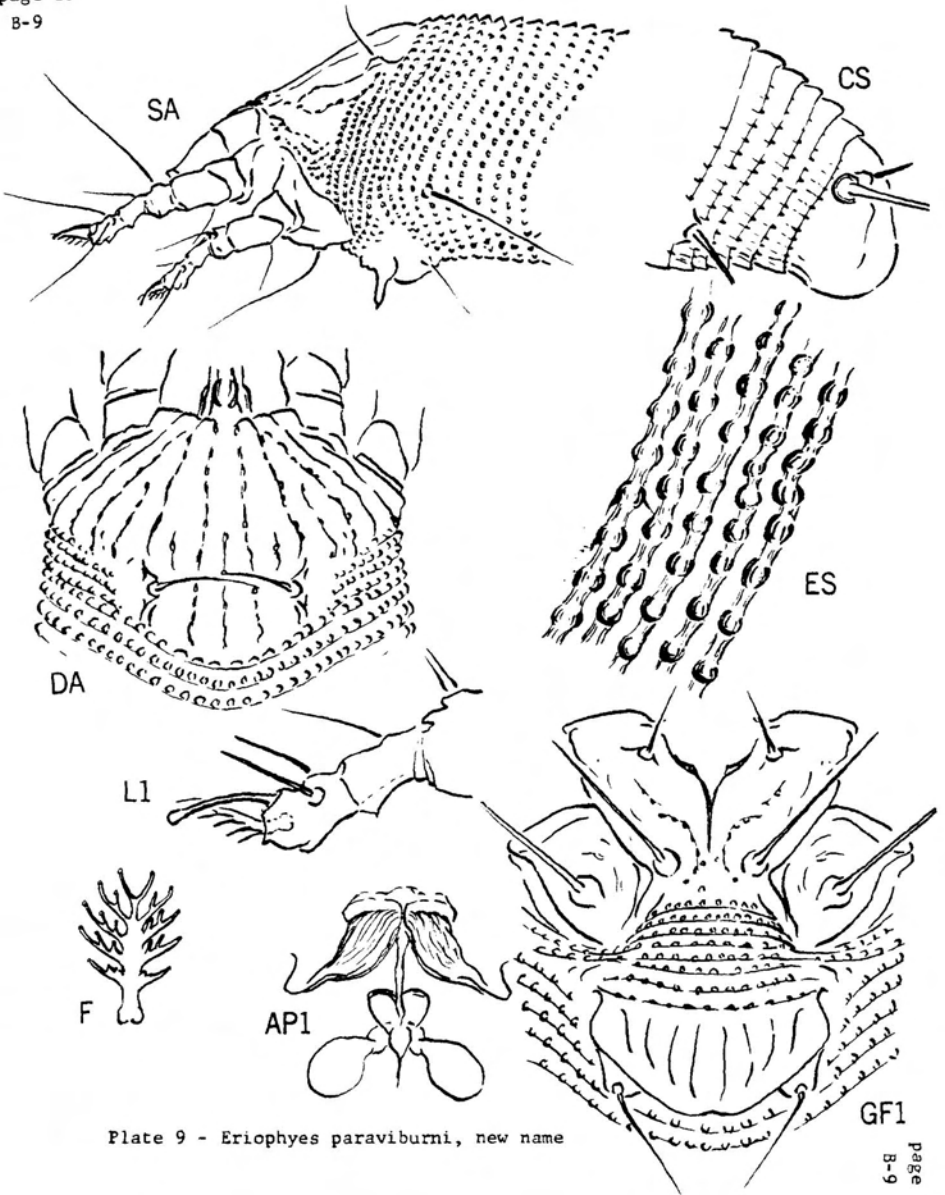 B-9
SA
CS
ES
DA
L1
F
AP1
GF1
Plate 9 - Eriophyes paraviburni, new name
page
B-9